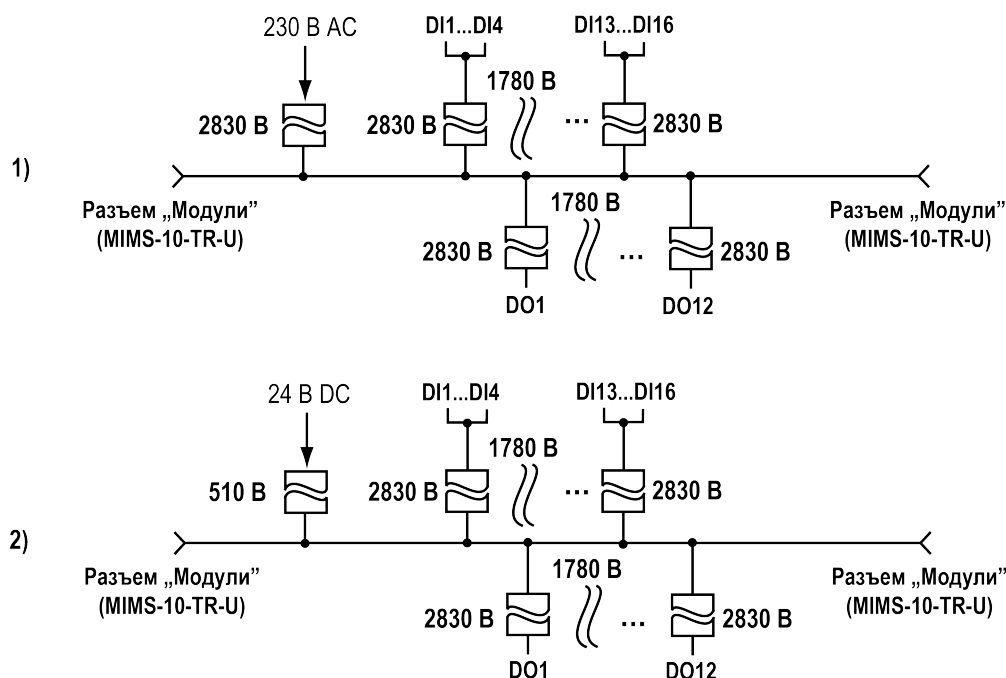 230 В AC
DI1...DI4
DI13...DI16
1780 В
2830 В
2830 В
...
2830 В
1)
Разъем „Модули”
(MIMS-10-TR-U)
1780 В
Разъем „Модули”
(MIMS-10-TR-U)
2830 В
...
2830 В
DO1
DO12
24 В DC
DI1...DI4
DI13...DI16
1780 В
510 В
2830 В
...
2830 В
2)
Разъем „Модули”
(MIMS-10-TR-U)
1780 В
Разъем „Модули”
(MIMS-10-TR-U)
2830 В
...
2830 В
DO1
DO12